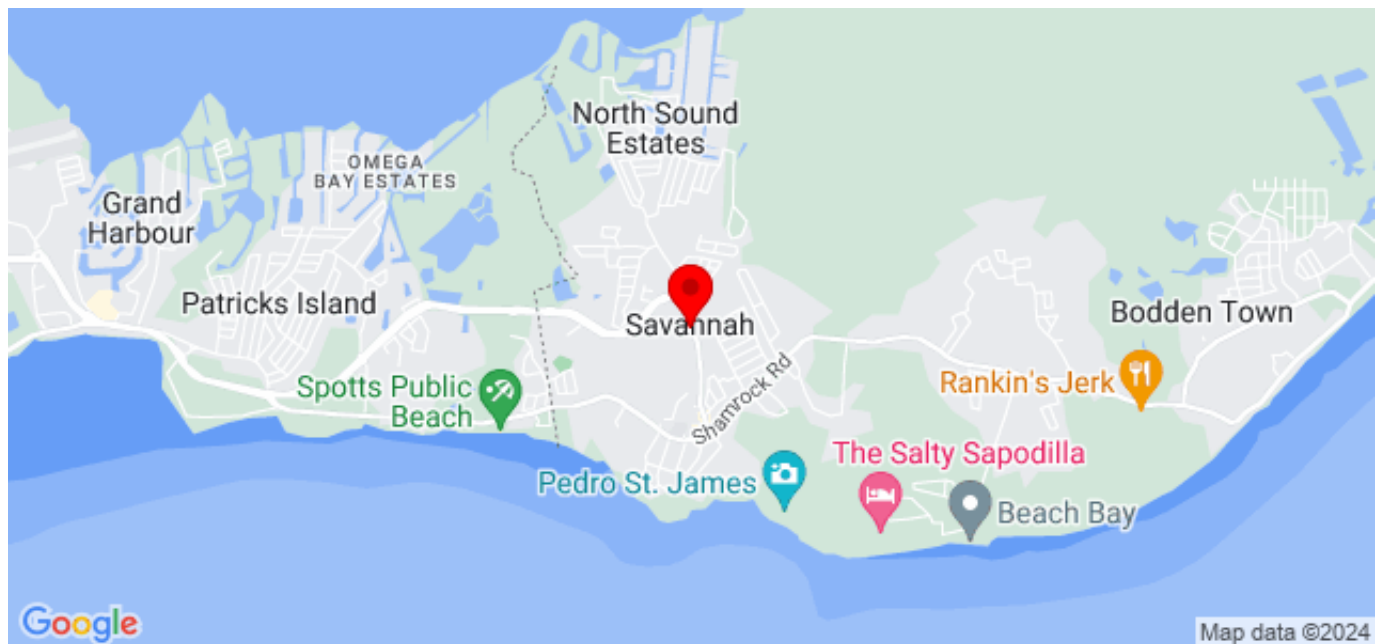 North Sound
Estates
OMEGA
BAY ESTATES
Grand
Harbour
Patricks Island
Savannah
Bodden Town
Spotts Public
Beach
Shamrock Rd
Rankin's Jerk
The Salty Sapodilla
Pedro St. James
Beach Bay
Google
Map data ©2024